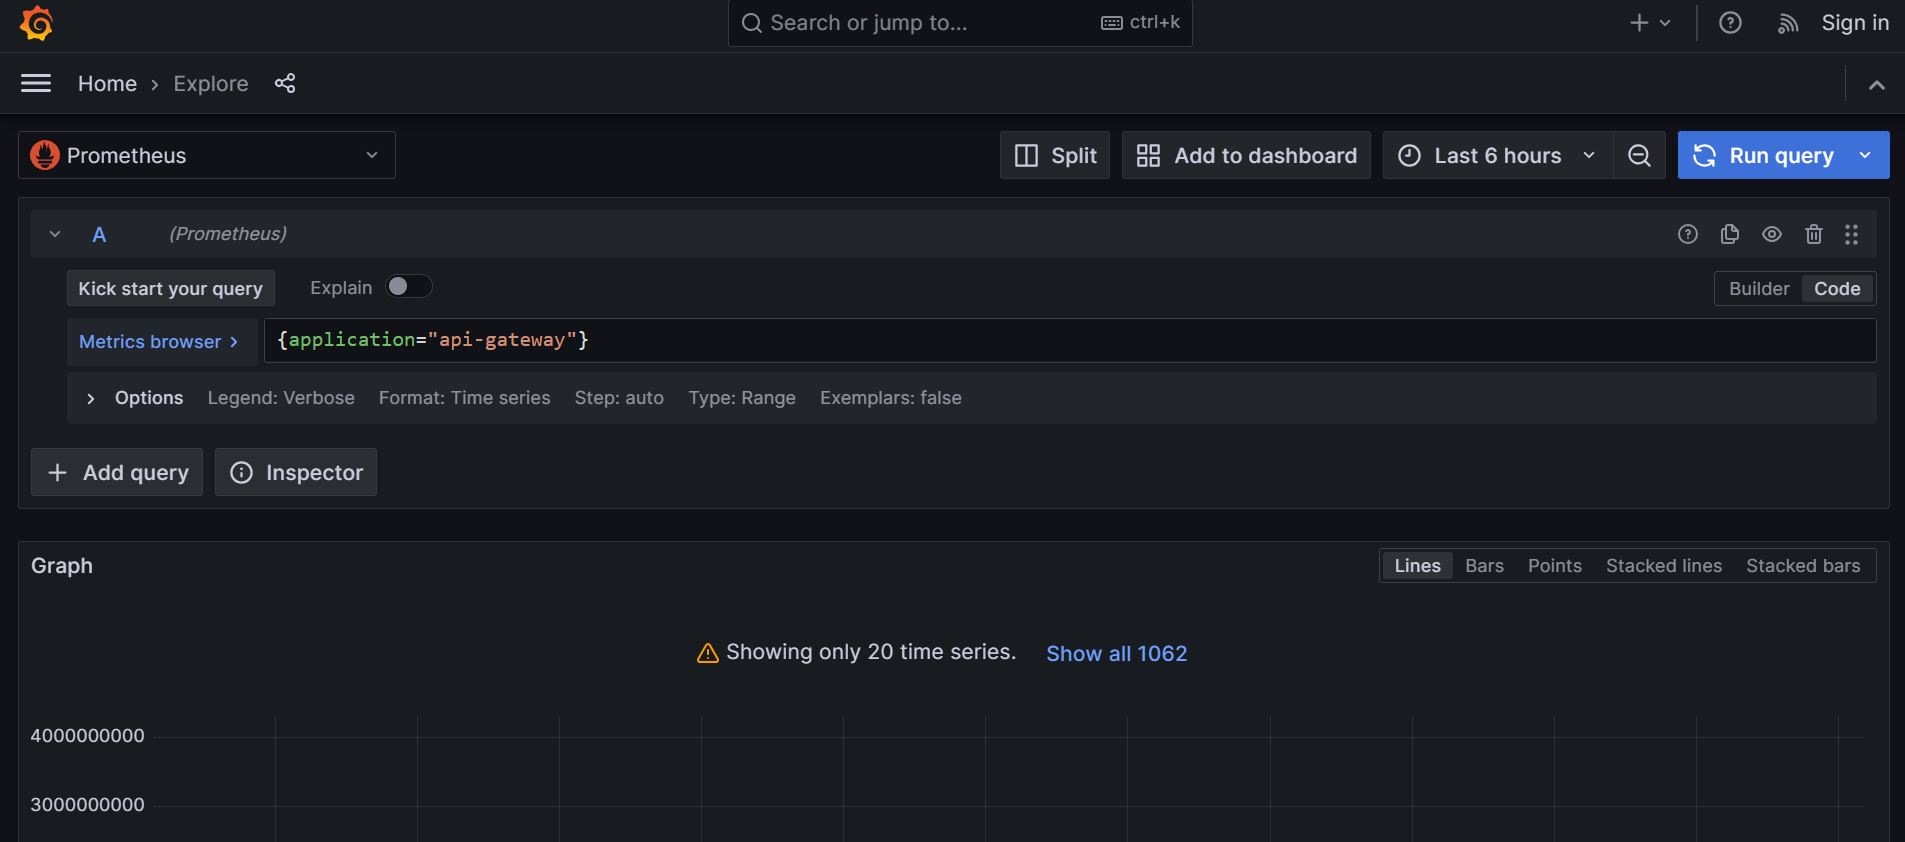 Search or jump to... ctrl+k Sign in
Home › Explore
Prometheus Split Add to dashboard Last 6 hours Run query
A (Prometheus)
Kick start your query Explain Builder Code
Metrics browser > {application="api-gateway"}
> Options Legend: Verbose Format: Time series Step: auto Type: Range Exemplars: false
+ Add query Inspector
Graph Lines Bars Points Stacked lines Stacked bars
Showing only 20 time series. Show all 1062
4000000000
3000000000